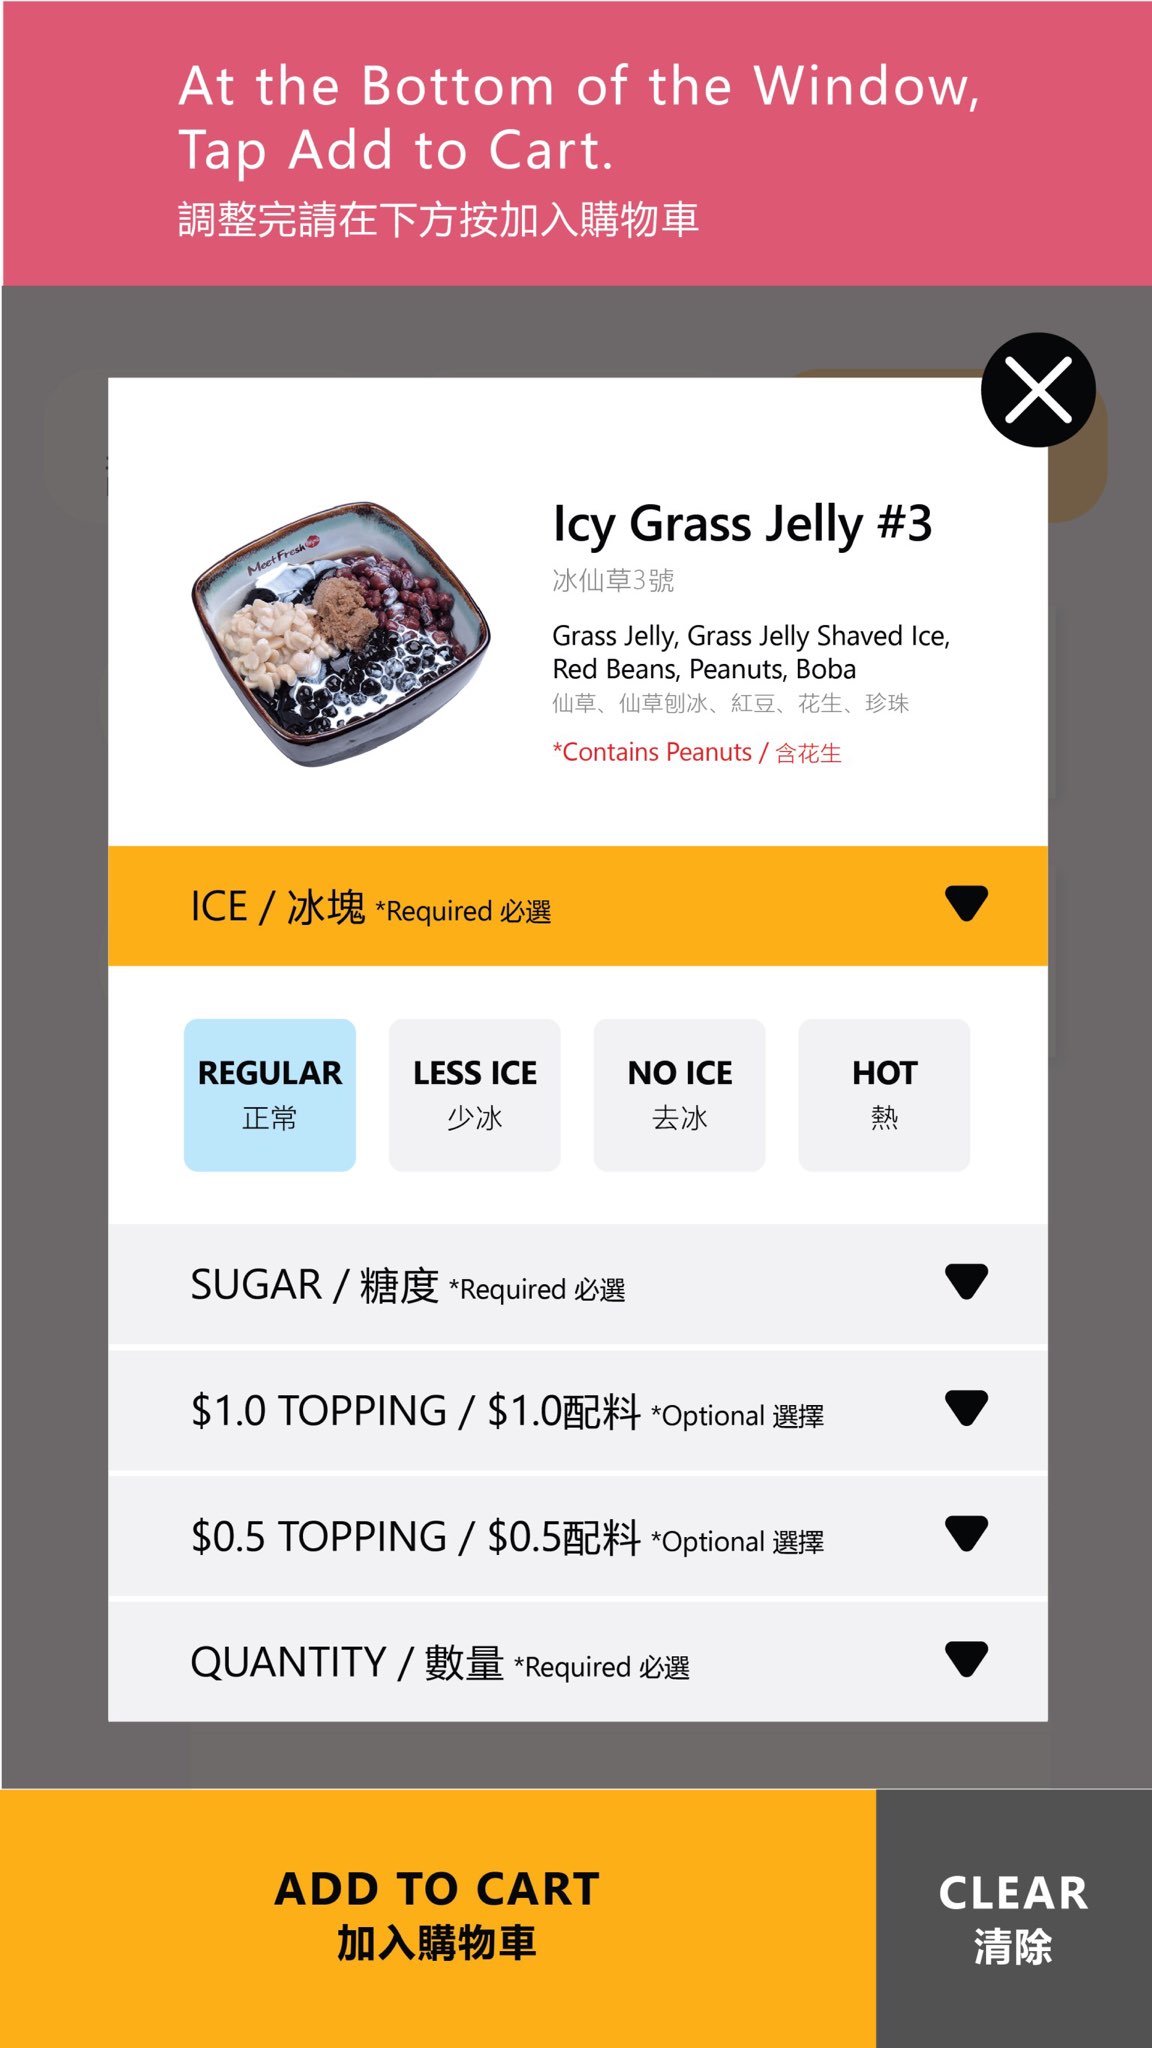 At the Bottom of the Window,
Tap Add to Cart.
調整完請在下方按加入購物車
MeetFresh
Icy Grass Jelly #3
冰仙草3號
Grass Jelly, Grass Jelly Shaved Ice,
Red Beans, Peanuts, Boba
仙草、仙草刨冰、紅豆、花生、珍珠
*Contains Peanuts / 含花生
ICE / 冰塊 *Required 必選
REGULAR
正常
LESS ICE
少冰
NO ICE
去冰
HOT
熱
SUGAR / 糖度 *Required 必選
$1.0 TOPPING / $1.0配料 *Optional 選擇
$0.5 TOPPING / $0.5配料 *Optional 選擇
QUANTITY / 數量 *Required 必選
ADD TO CART
加入購物車
CLEAR
清除